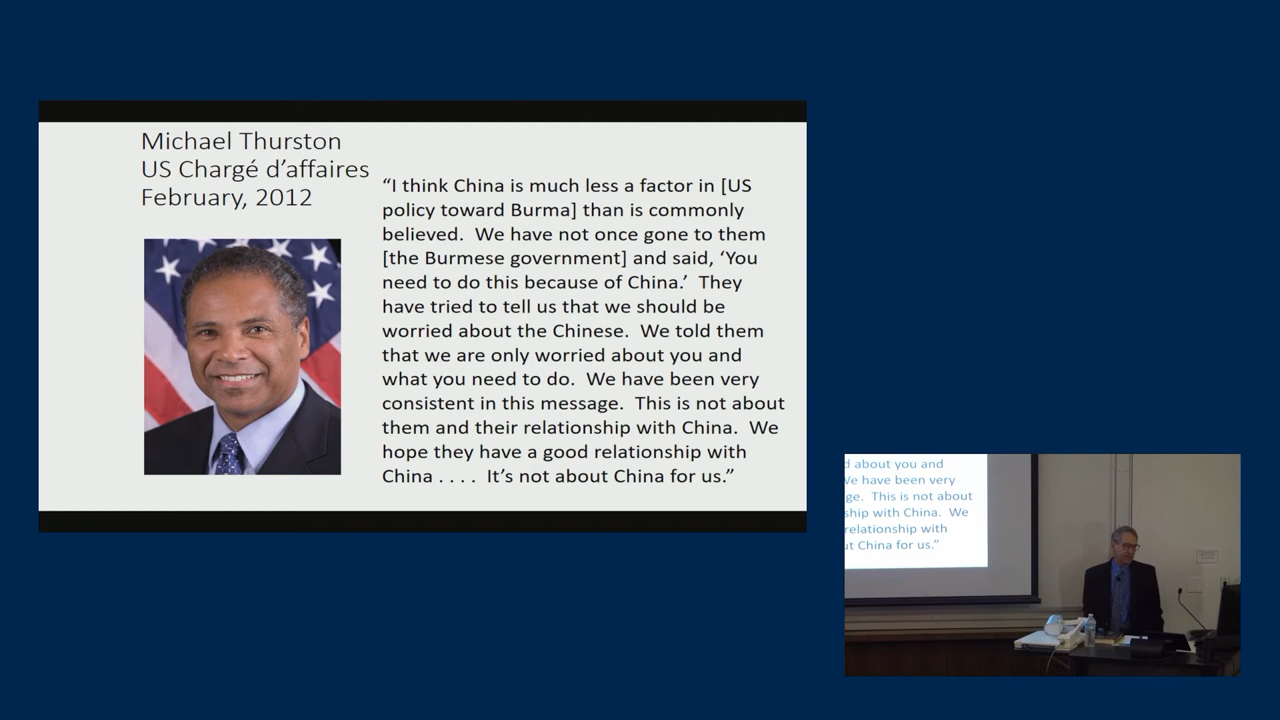 Michael Thurston
US Chargé d’affaires
February, 2012
“I think China is much less a factor in [US
policy toward Burma] than is commonly
believed.  We have not once gone to them
[the Burmese government] and said, ‘You
need to do this because of China.’  They
have tried to tell us that we should be
worried about the Chinese.  We told them
that we are only worried about you and
what you need to do.  We have been very
consistent in this message.  This is not about
them and their relationship with China.  We
hope they have a good relationship with
China . . . .  It’s not about China for us.”
d about you and
We have been very
ge.  This is not about
ship with China.  We
relationship with
ut China for us.”